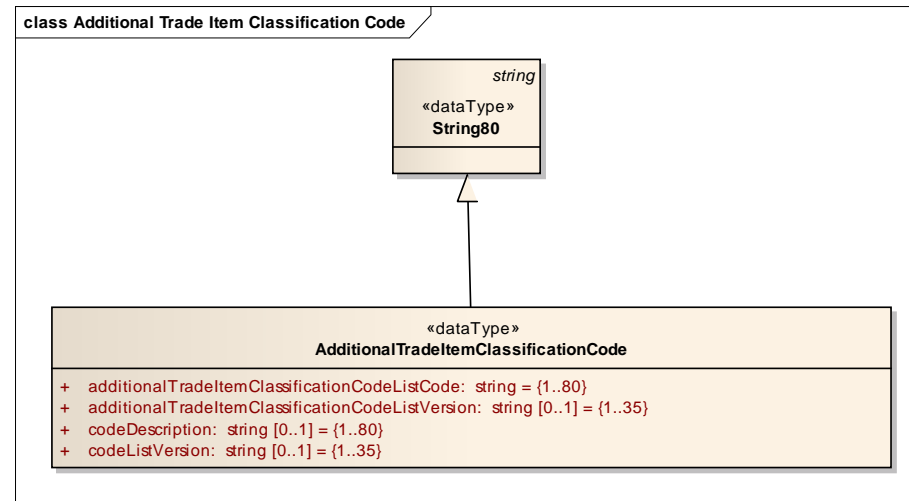 class Additional Trade Item Classification Code
string
«dataType»
String80
«dataType»
AdditionalTradeItemClassificationCode
+ additionalTradeItemClassificationCodeListCode: string = {1..80}
+ additionalTradeItemClassificationCodeListVersion: string [0..1] = {1..35}
+ codeDescription: string [0..1] = {1..80}
+ codeListVersion: string [0..1] = {1..35}